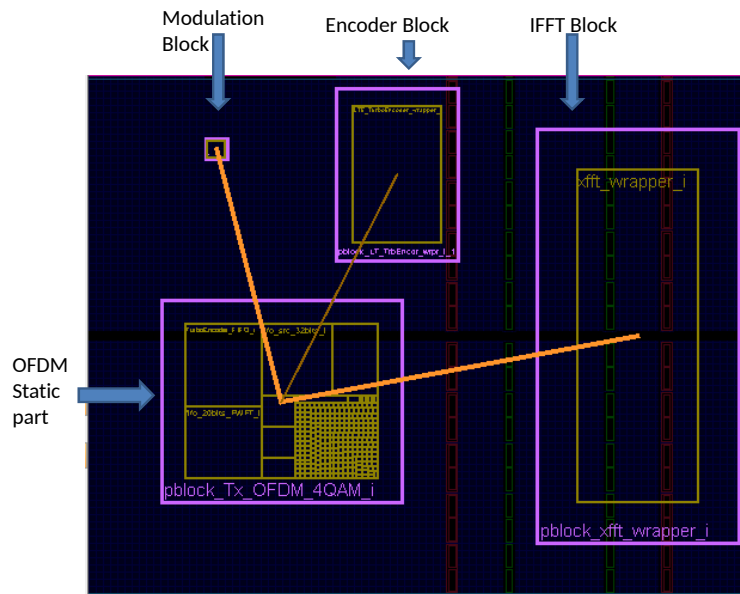 Modulation
Block
Encoder Block
IFFT Block
xfft_wrapper_i
OFDM
Static
part
pblock_Tx_OFDM_4QAM_i
pblock_xfft_wrapper_i